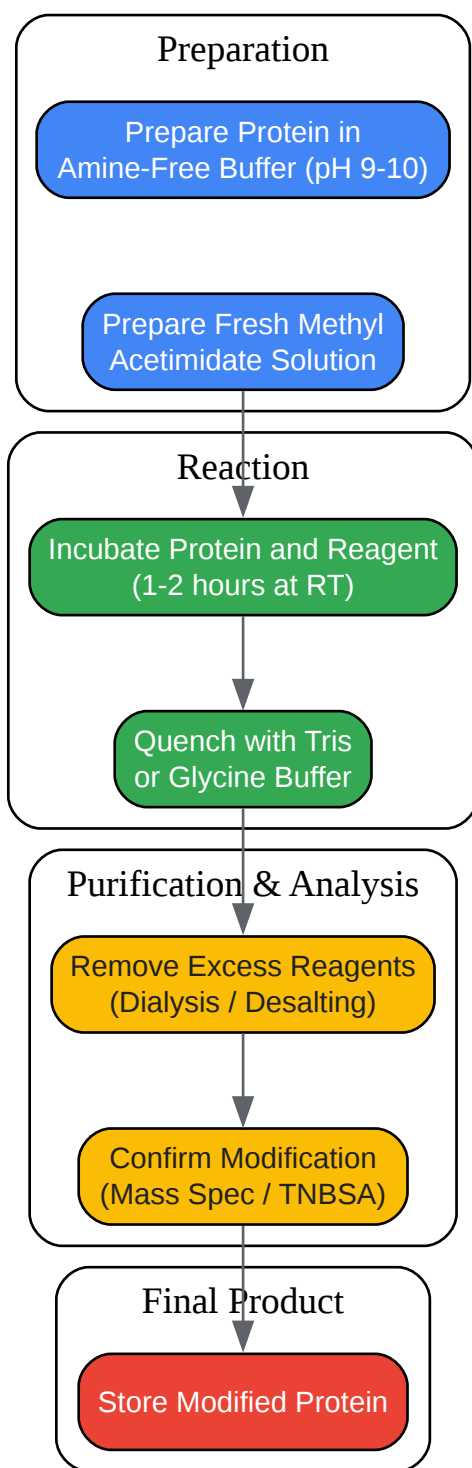 Preparation
Prepare Protein in
Amine-Free Buffer (pH 9-10)
Prepare Fresh Methyl
Acetimidate Solution
Reaction
Incubate Protein and Reagent
(1-2 hours at RT)
Quench with Tris
or Glycine Buffer
Purification & Analysis
Remove Excess Reagents
(Dialysis / Desalting)
Confirm Modification
(Mass Spec / TNBSA)
Final Product
Store Modified Protein